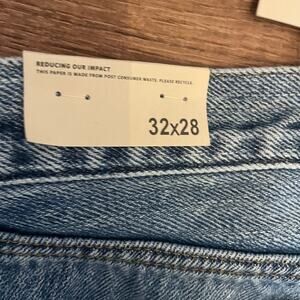 REDUCING OUR IMPACT
THIS PAPER IS MADE FROM POST CONSUMER WASTE. PLEASE RECYCLE.
32x28